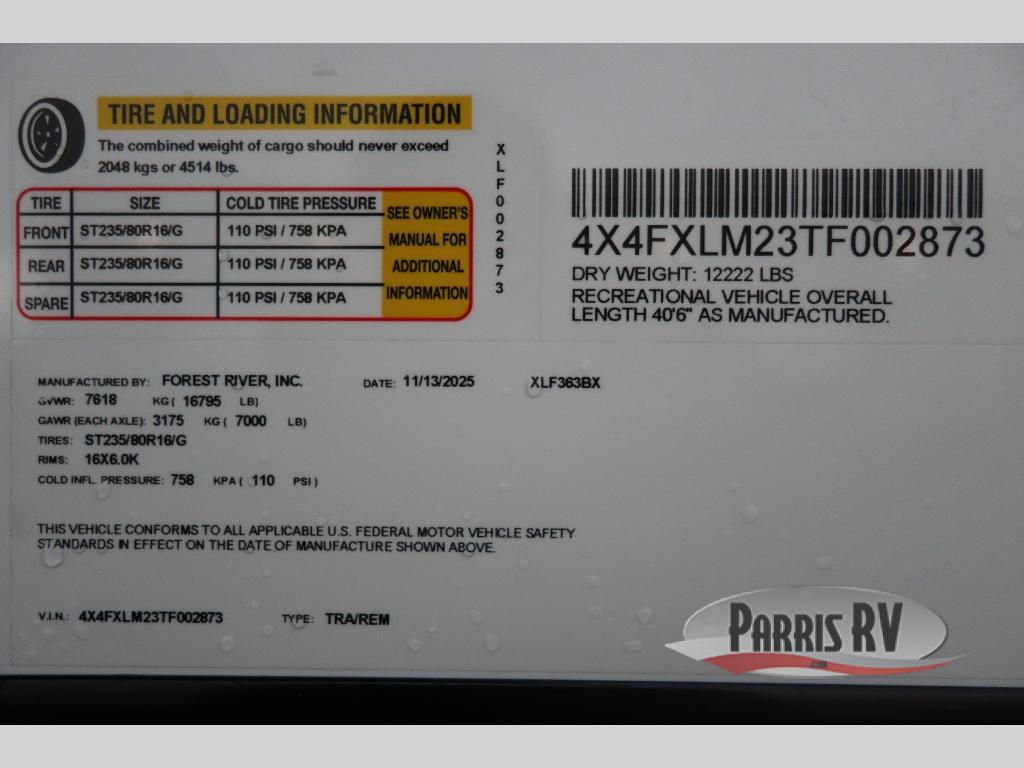 TIRE AND LOADING INFORMATION
The combined weight of cargo should never exceed
2048 kgs or 4514 lbs.
TIRE SIZE COLD TIRE PRESSURE SEE OWNER'S MANUAL FOR ADDITIONAL INFORMATION
FRONT ST235/80R16/G 110 PSI / 758 KPA
REAR ST235/80R16/G 110 PSI / 758 KPA
SPARE ST235/80R16/G 110 PSI / 758 KPA
XLF002873
4X4FXLM23TF002873
DRY WEIGHT: 12222 LBS
RECREATIONAL VEHICLE OVERALL
LENGTH 40'6" AS MANUFACTURED.
MANUFACTURED BY: FOREST RIVER, INC. DATE: 11/13/2025 XLF363BX
GVWR: 7618 KG ( 16795 LB)
GAWR (EACH AXLE): 3175 KG ( 7000 LB)
TIRES: ST235/80R16/G
RIMS: 16X6.0K
COLD INFL. PRESSURE: 758 KPA ( 110 PSI )
THIS VEHICLE CONFORMS TO ALL APPLICABLE U.S. FEDERAL MOTOR VEHICLE SAFETY
STANDARDS IN EFFECT ON THE DATE OF MANUFACTURE SHOWN ABOVE.
V.I.N.: 4X4FXLM23TF002873 TYPE: TRA/REM
PARRIS RV
.com